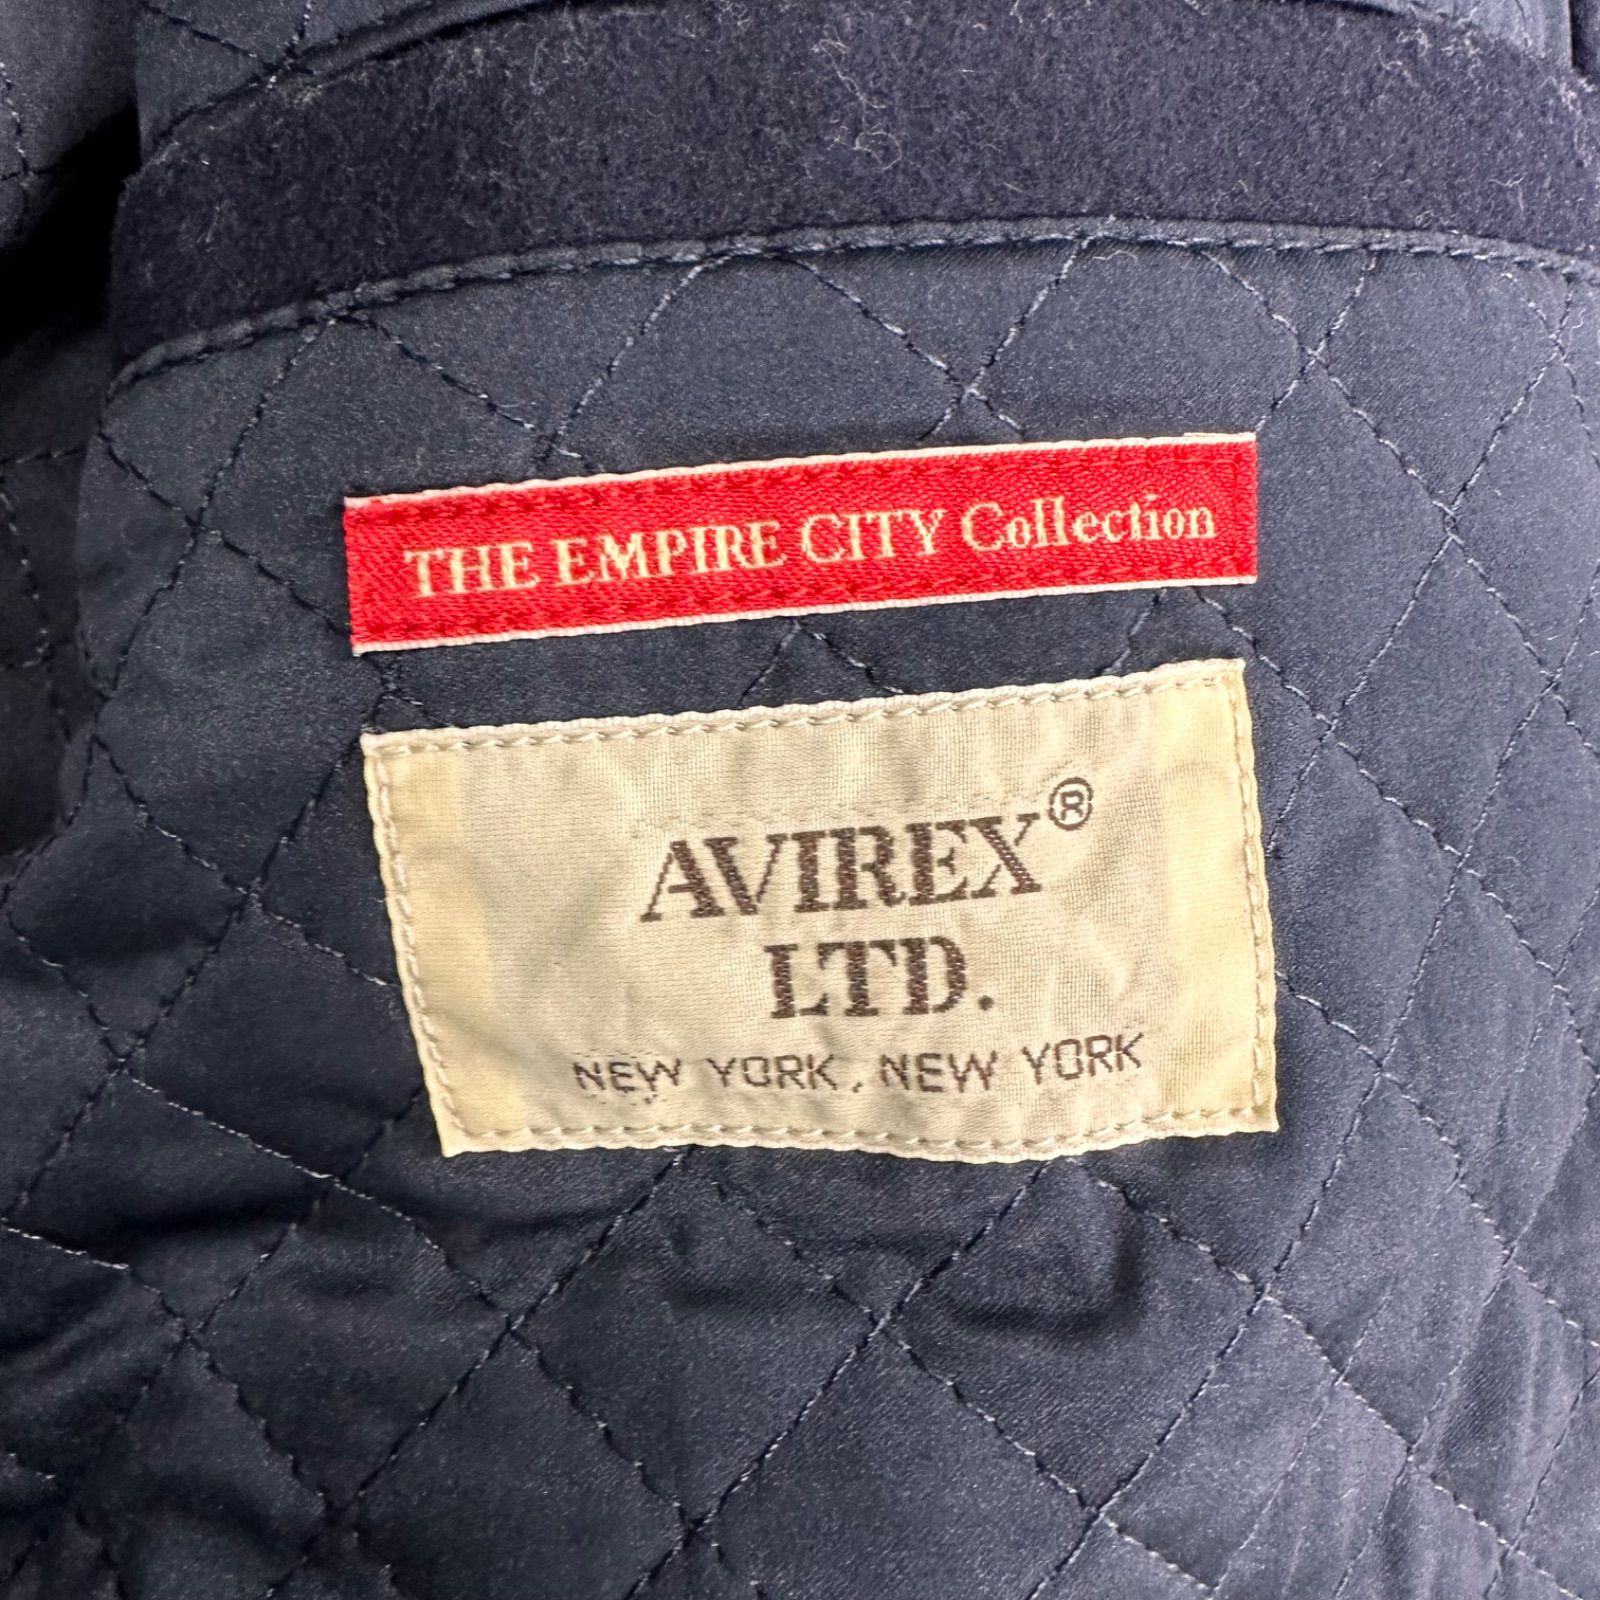 THE EMPIRE CITY Collection
AVIREX®
LTD.
NEW YORK, NEW YORK